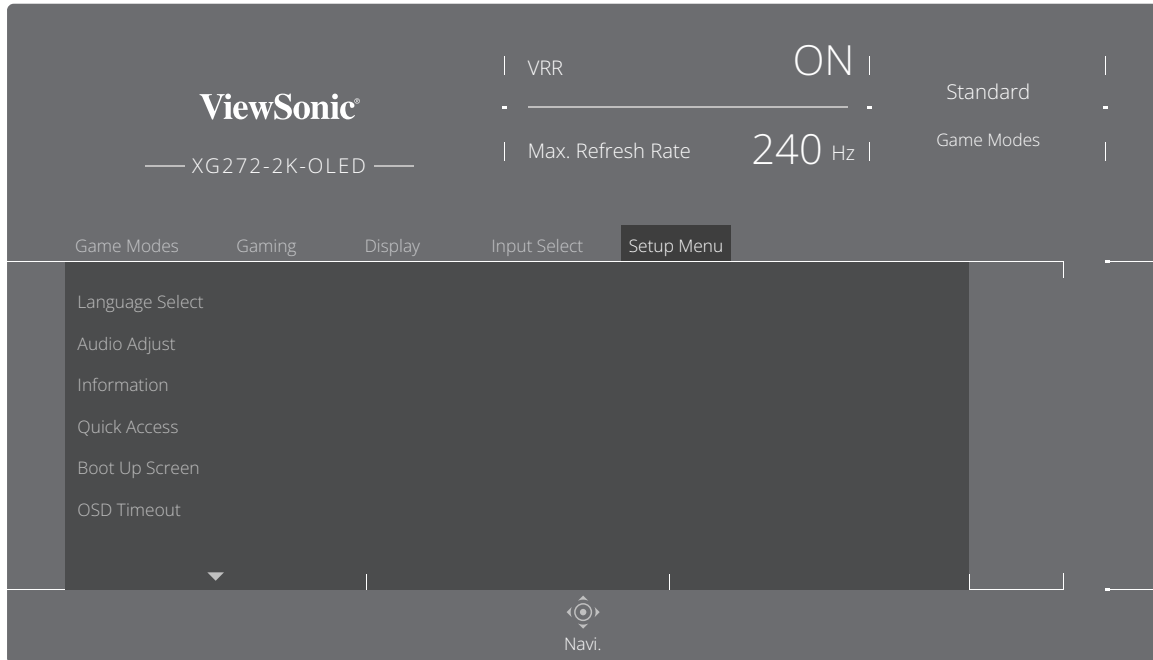 ViewSonic®
XG272-2K-OLED
VRR ON
Max. Refresh Rate 240 Hz
Standard
Game Modes
Game Modes Gaming Display Input Select Setup Menu
Language Select
Audio Adjust
Information
Quick Access
Boot Up Screen
OSD Timeout
Navi.